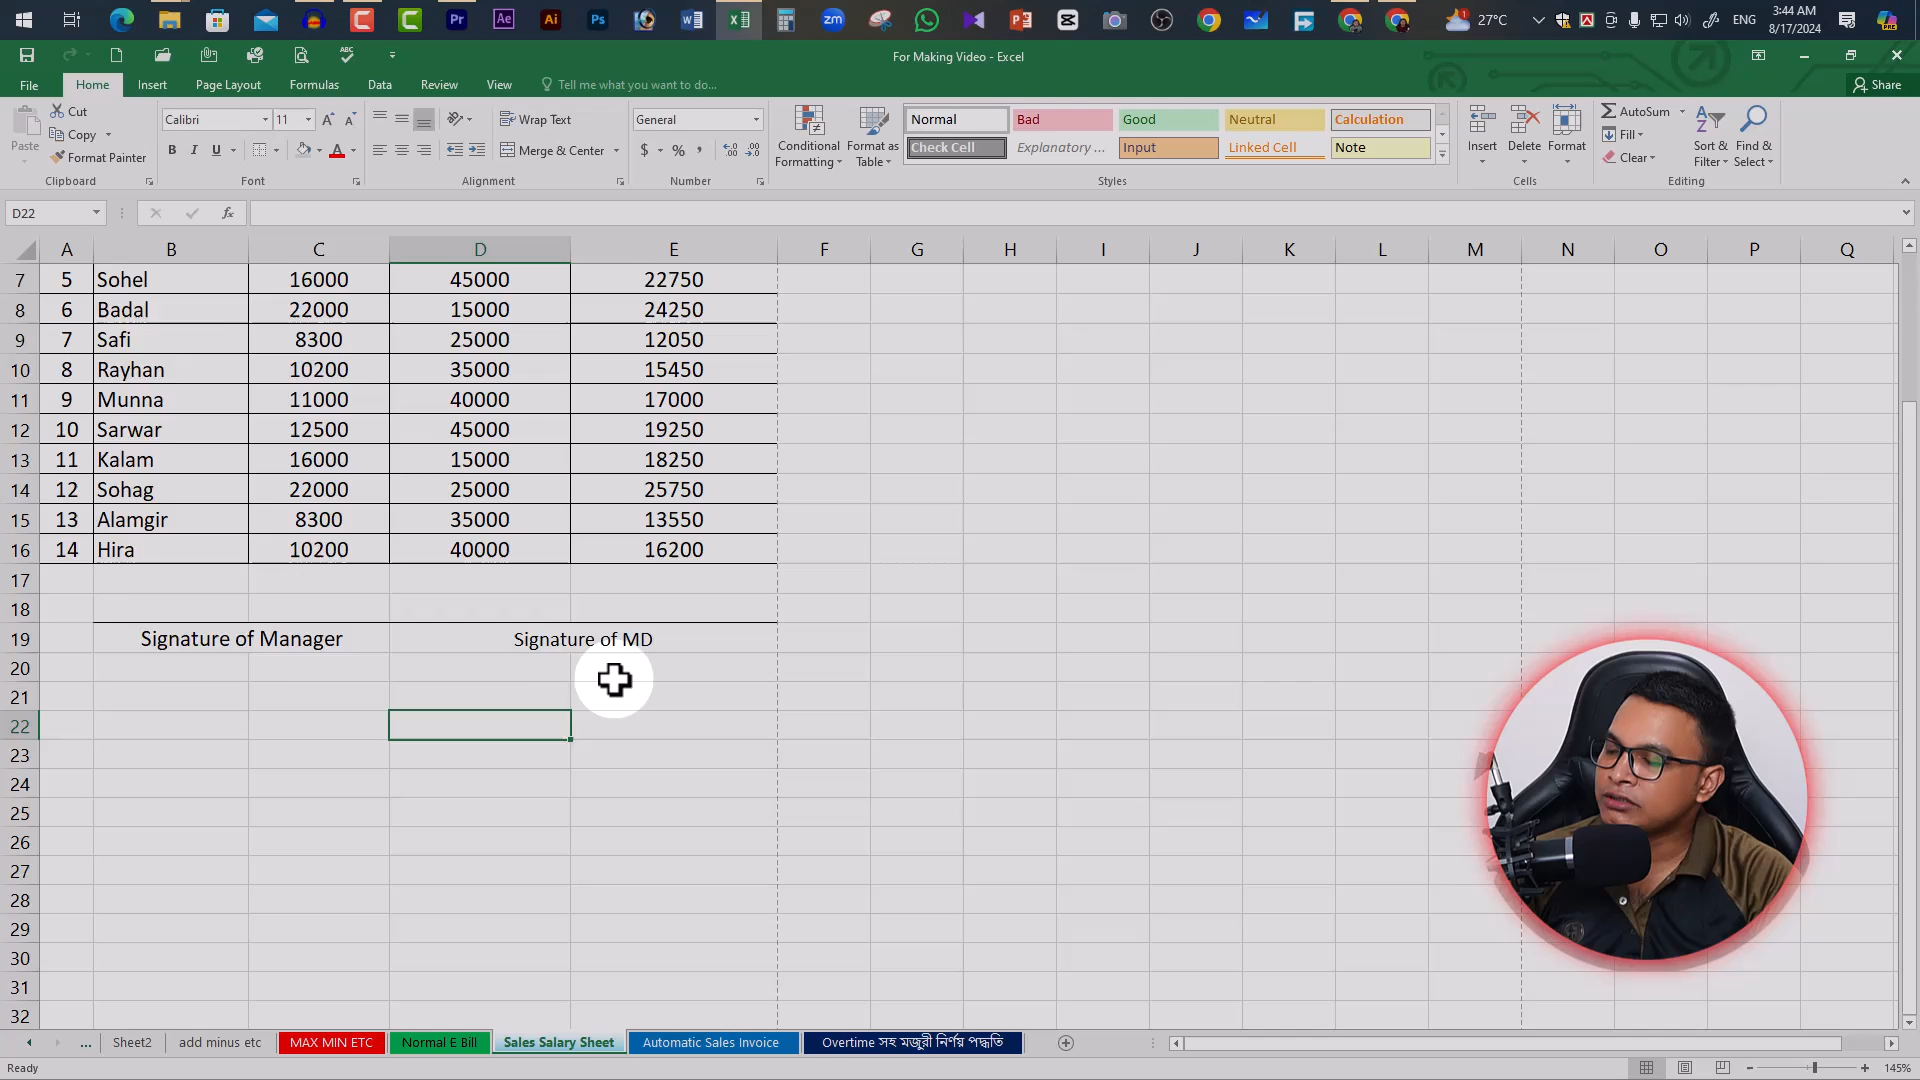 27°C
ENG
3:44 AM
8/17/2024
For Making Video - Excel
File Home Insert Page Layout Formulas Data Review View Tell me what you want to do...
Share
Paste
Cut
Copy
Format Painter
Clipboard
Calibri 11
B I U
Font
Wrap Text
Merge & Center
Alignment
General
$ % ,
Number
Conditional Formatting
Format as Table
Normal Bad Good Neutral Calculation
Check Cell Explanatory ... Input Linked Cell Note
Styles
Insert Delete Format
Cells
AutoSum
Fill
Clear
Sort & Filter
Find & Select
Editing
D22
fx
A B C D E F G H I J K L M N O P Q
7 5 Sohel 16000 45000 22750
8 6 Badal 22000 15000 24250
9 7 Safi 8300 25000 12050
10 8 Rayhan 10200 35000 15450
11 9 Munna 11000 40000 17000
12 10 Sarwar 12500 45000 19250
13 11 Kalam 16000 15000 18250
14 12 Sohag 22000 25000 25750
15 13 Alamgir 8300 35000 13550
16 14 Hira 10200 40000 16200
17
18
19 Signature of Manager Signature of MD
20
21
22
23
24
25
26
27
28
29
30
31
32
... Sheet2 add minus etc MAX MIN ETC Normal E Bill Sales Salary Sheet Automatic Sales Invoice Overtime সহ মজুরী নির্ণয় পদ্ধতি
Ready
145%